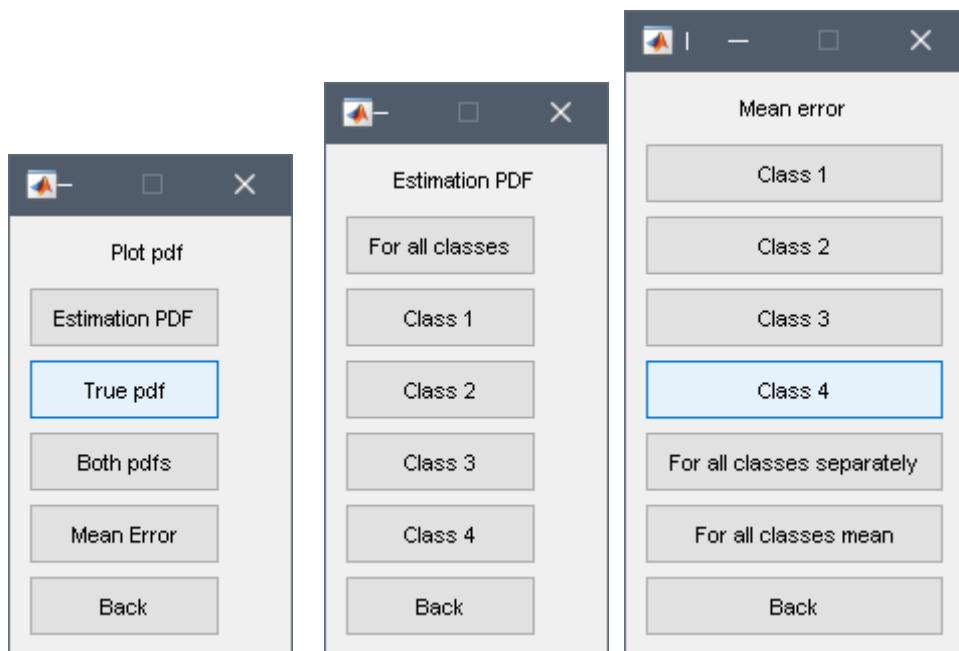 Plot pdf
Estimation PDF
True pdf
Both pdfs
Mean Error
Back
Estimation PDF
For all classes
Class 1
Class 2
Class 3
Class 4
Back
Mean error
Class 1
Class 2
Class 3
Class 4
For all classes separately
For all classes mean
Back